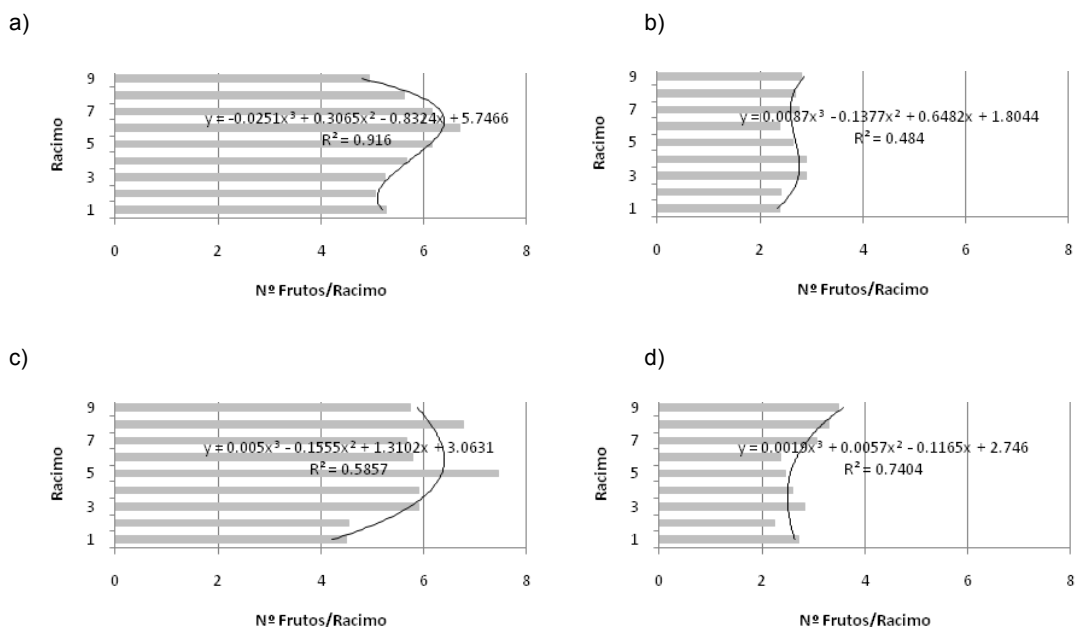 a)
9
7
5
3
1
Racimo
y = -0.0251x³ + 0.3065x² - 0.8324x + 5.7466
R² = 0.916
0 2 4 6 8
Nº Frutos/Racimo
b)
9
7
5
3
1
Racimo
y = 0.0087x³ - 0.1377x² + 0.6482x + 1.8044
R² = 0.484
0 2 4 6 8
Nº Frutos/Racimo
c)
9
7
5
3
1
Racimo
y = 0.005x³ - 0.1555x² + 1.3102x + 3.0631
R² = 0.5857
0 2 4 6 8
Nº Frutos/Racimo
d)
9
7
5
3
1
Racimo
y = 0.0019x³ + 0.0057x² - 0.1165x + 2.746
R² = 0.7404
0 2 4 6 8
Nº Frutos/Racimo